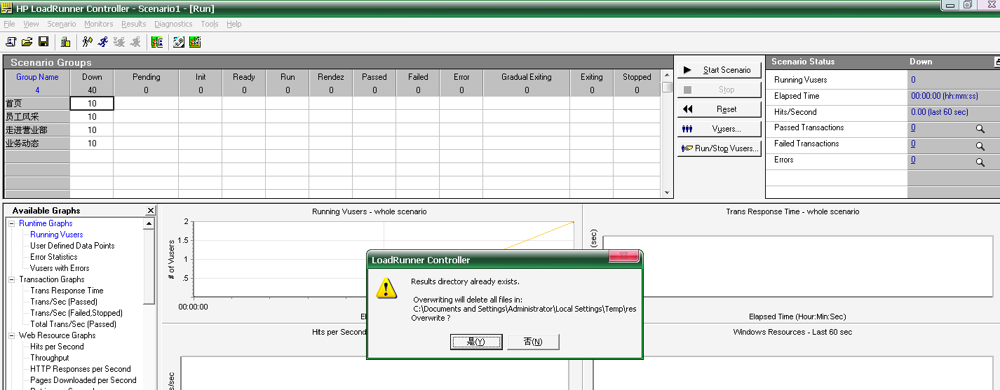 HP LoadRunner Controller - Scenario1 - [Run]
File View Scenario Monitors Results Diagnostics Tools Help
Scenario Groups
Group Name Down Pending Init Ready Run Rendez Passed Failed Error Gradual Exiting Exiting Stopped
4 40 0 0 0 0 0 0 0 0 0 0 0
首页 10
员工风采 10
走进营业部 10
业务动态 10
Start Scenario
Stop
Reset
Vusers...
Run/Stop Vusers...
Scenario Status Down
Running Vusers 0
Elapsed Time 00:00:00 (hh:mm:ss)
Hits/Second 0.00 (last 60 sec)
Passed Transactions 0
Failed Transactions 0
Errors 0
Available Graphs
Runtime Graphs
Running Vusers
User Defined Data Points
Error Statistics
Vusers with Errors
Transaction Graphs
Trans Response Time
Trans/Sec (Passed)
Trans/Sec (Failed,Stopped)
Total Trans/Sec (Passed)
Web Resource Graphs
Hits per Second
Throughput
HTTP Responses per Second
Pages Downloaded per Second
Running Vusers - whole scenario
# of Vusers
2
1.5
1
.5
00:00:00
Trans Response Time - whole scenario
(sec)
Elapsed Time (Hour:Min:Sec)
Hits per Second
Windows Resources - Last 60 sec
LoadRunner Controller
Results directory already exists.
Overwriting will delete all files in:
C:\Documents and Settings\Administrator\Local Settings\Temp\res
Overwrite ?
是(Y) 否(N)